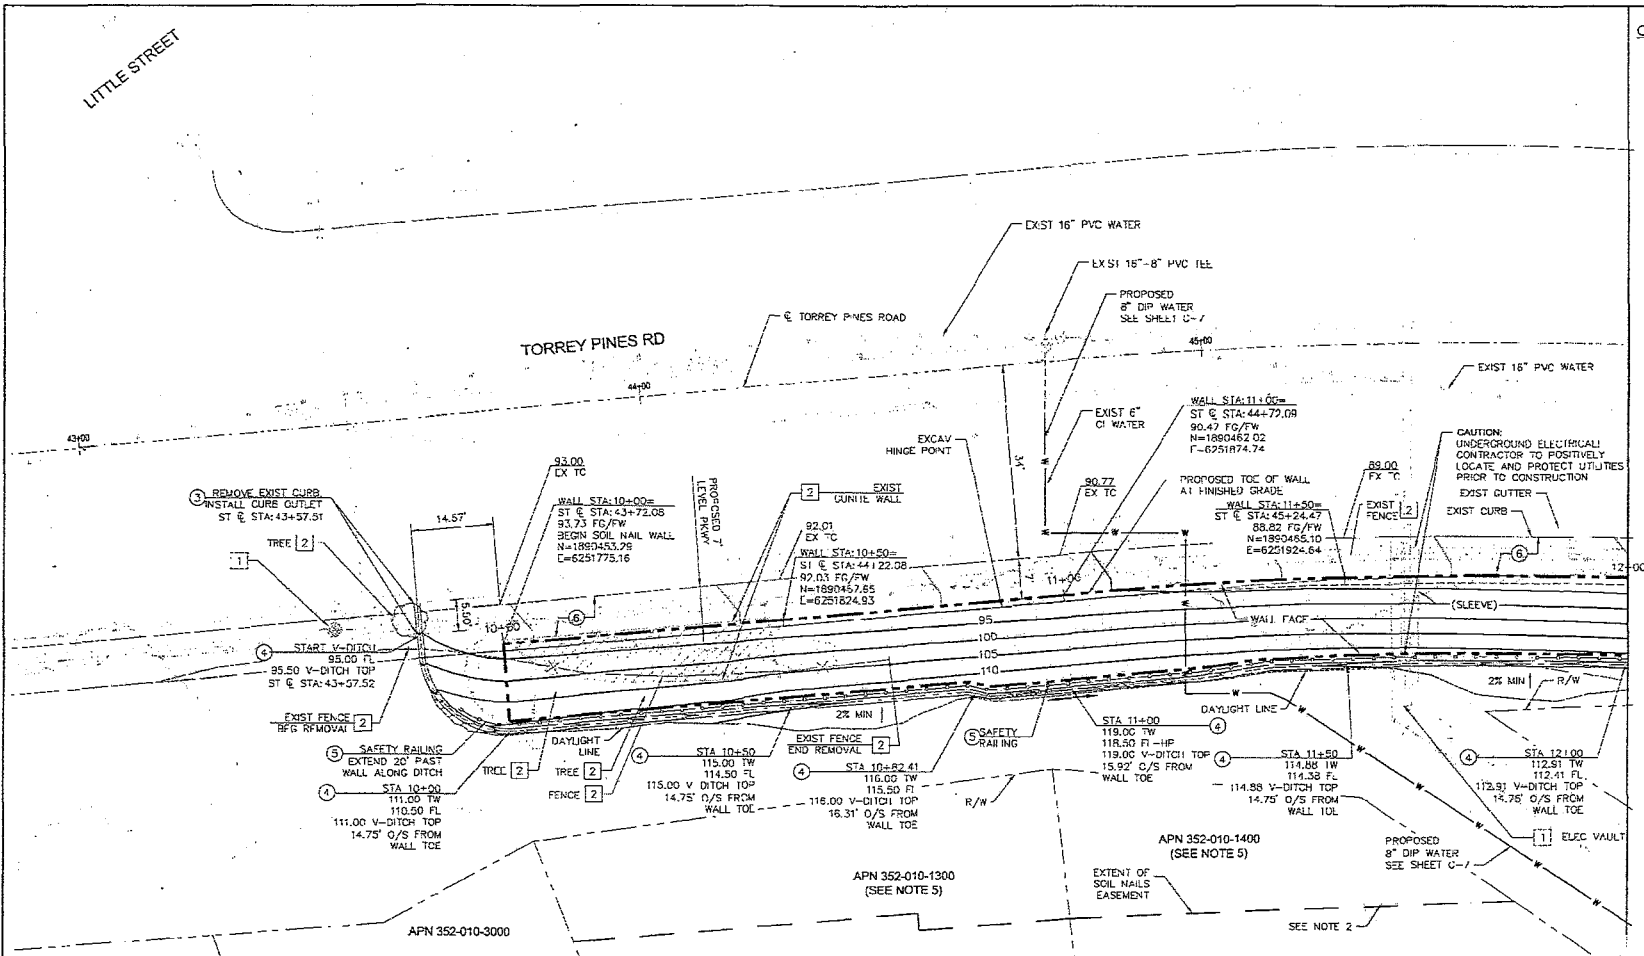 LITTLE STREET
EXIST 16" PVC WATER
EXIST 16"-8" PVC TEE
PROPOSED
8" DIP WATER
SEE SHEET C-7
℄ TORREY PINES ROAD
TORREY PINES RD
43+00
44+00
45+00
EXIST 16" PVC WATER
EXIST 6"
CI WATER
34'
EXCAV
HINGE POINT
WALL STA: 11+00=
ST ℄ STA: 44+72.09
90.47 FG/FW
N=1890462.02
E=6251874.74
CAUTION:
UNDERGROUND ELECTRICAL!
CONTRACTOR TO POSITIVELY
LOCATE AND PROTECT UTILITIES
PRIOR TO CONSTRUCTION
EXIST GUTTER
EXIST CURB
3 REMOVE EXIST CURB
INSTALL CURB OUTLET
ST ℄ STA: 43+57.51
TREE 2
1
14.57'
5.50'
93.00
EX TC
WALL STA: 10+00=
ST ℄ STA: 43+72.08
93.73 FG/FW
BEGIN SOIL NAIL WALL
N=1890453.29
E=6251775.16
PROPOSED 7'
LEVEL PKWY
2 EXIST
GUNITE WALL
92.01
EX TC
WALL STA: 10+50=
ST ℄ STA: 44+22.08
92.03 FG/FW
N=1890457.65
E=6251824.93
90.77
EX TC
PROPOSED TOE OF WALL
AT FINISHED GRADE
WALL STA: 11+50=
ST ℄ STA: 45+24.47
88.82 FG/FW
N=1890465.10
E=6251924.64
89.00
EX TC
EXIST
FENCE 2
6
10+00
6
11+00
7'
12+00
95
100
105
110
WALL FACE
(SLEEVE)
4 START V-DITCH
95.00 FL
95.50 V-DITCH TOP
ST ℄ STA: 43+57.52
EXIST FENCE 2
BEG REMOVAL
5 SAFETY RAILING
EXTEND 20' PAST
WALL ALONG DITCH
4 STA 10+00
111.00 TW
110.50 FL
111.00 V-DITCH TOP
14.75' O/S FROM
WALL TOE
TREE 2
DAYLIGHT
LINE
TREE 2
FENCE 2
4 STA 10+50
115.00 TW
114.50 FL
115.00 V DITCH TOP
14.75' O/S FROM
WALL TOE
2% MIN
EXIST FENCE 2
END REMOVAL
4 STA 10+82.41
116.00 TW
115.50 FL
116.00 V-DITCH TOP
16.31' O/S FROM
WALL TOE
5 SAFETY
RAILING
R/W
STA 11+00 4
119.00 TW
118.50 FL-HP
119.00 V-DITCH TOP
15.92' O/S FROM
WALL TOE
DAYLIGHT LINE
4 STA 11+50
114.88 TW
114.38 FL
114.88 V-DITCH TOP
14.75' O/S FROM
WALL TOE
2% MIN
R/W
4 STA 12+00
112.91 TW
112.41 FL
112.91 V-DITCH TOP
14.75' O/S FROM
WALL TOE
1 ELEC VAULT
PROPOSED
8" DIP WATER
SEE SHEET C-7
W
APN 352-010-1400
(SEE NOTE 5)
APN 352-010-1300
(SEE NOTE 5)
EXTENT OF
SOIL NAILS
EASEMENT
SEE NOTE 2
APN 352-010-3000